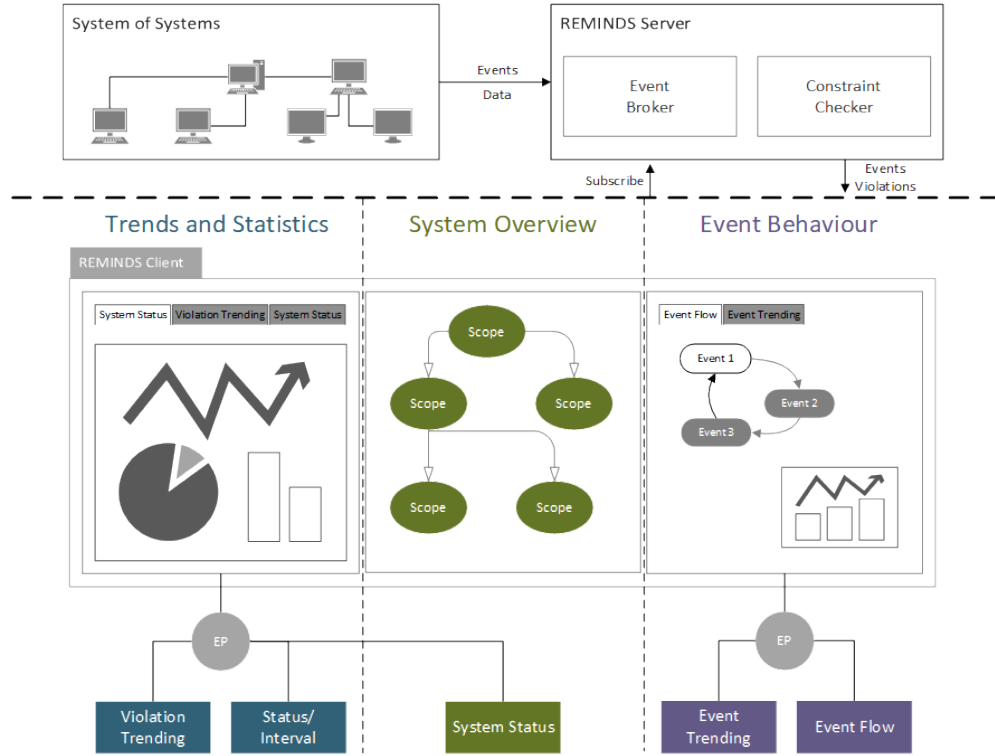 System of Systems
REMINDS Server
Events
Data
Event
Broker
Constraint
Checker
Subscribe
Events
Violations
Trends and Statistics
System Overview
Event Behaviour
REMINDS Client
System Status
Violation Trending
System Status
Scope
Scope
Scope
Scope
Scope
Event Flow
Event Trending
Event 1
Event 2
Event 3
EP
EP
Violation
Trending
Status/
Interval
System Status
Event
Trending
Event Flow